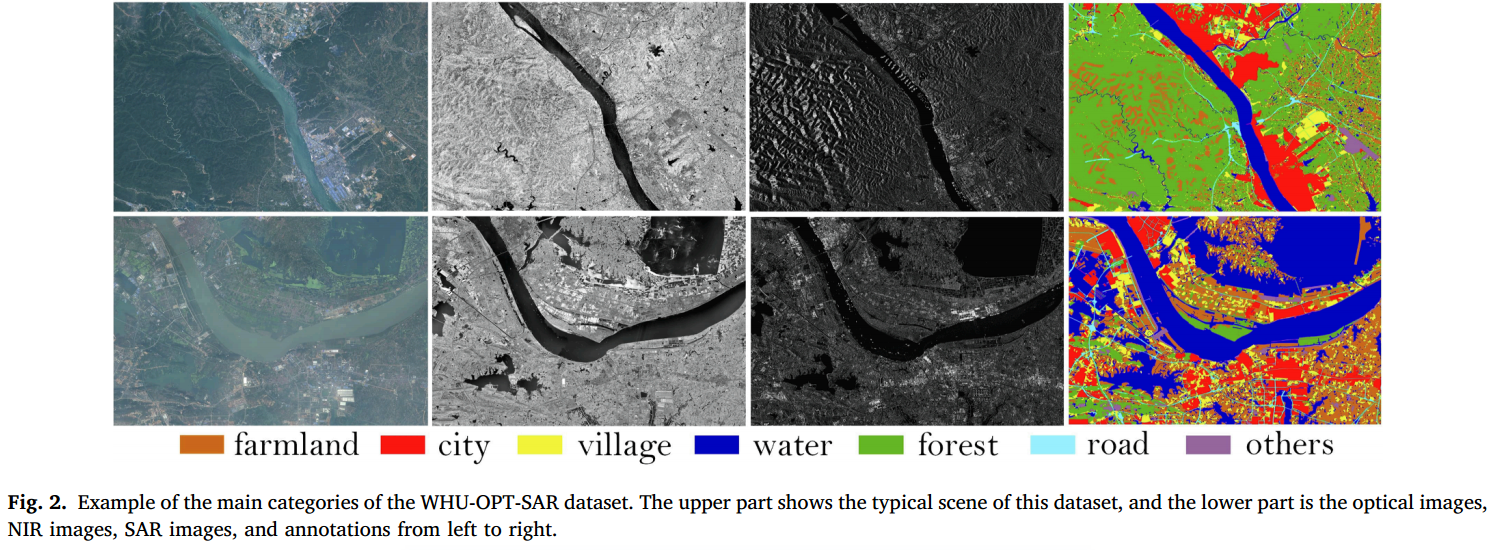 farmland city village water forest road others
Fig. 2. Example of the main categories of the WHU-OPT-SAR dataset. The upper part shows the typical scene of this dataset, and the lower part is the optical images,
NIR images, SAR images, and annotations from left to right.